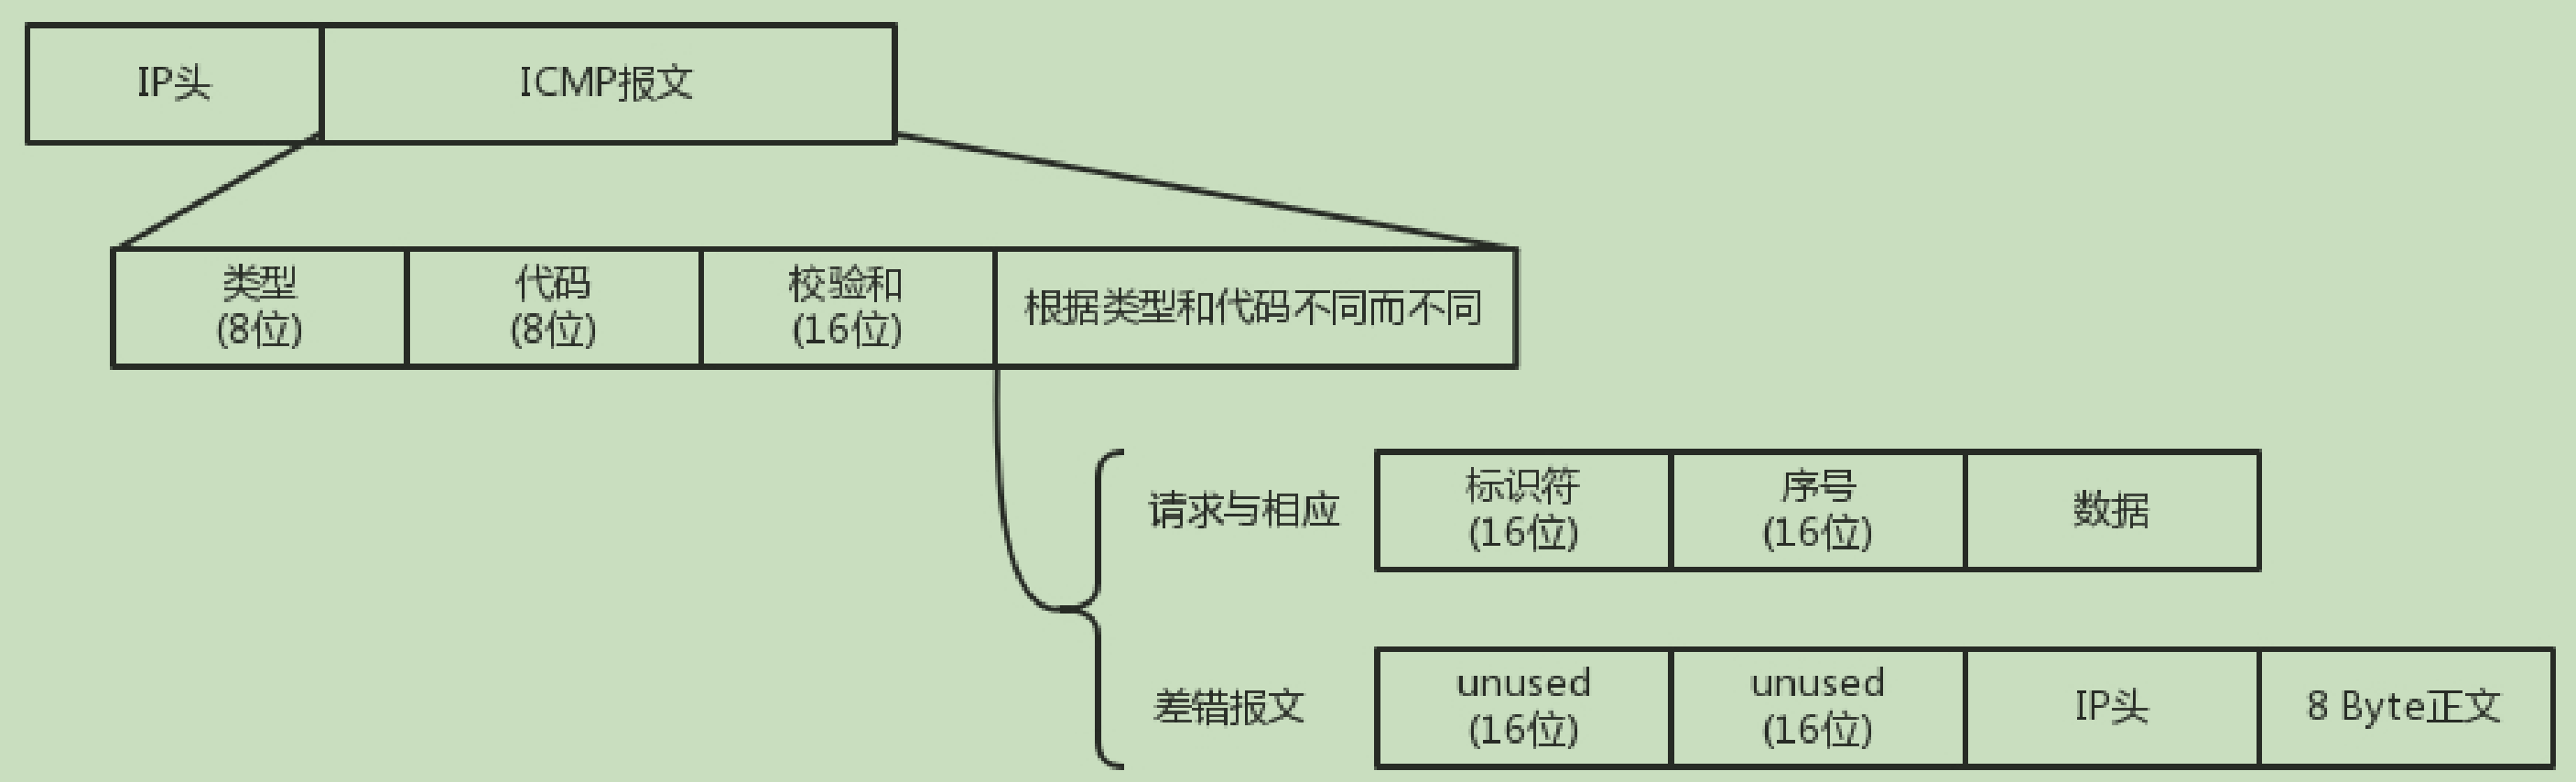 IP头
ICMP报文
类型
(8位)
代码
(8位)
校验和
(16位)
根据类型和代码不同而不同
请求与相应
标识符
(16位)
序号
(16位)
数据
差错报文
unused
(16位)
unused
(16位)
IP头
8 Byte正文